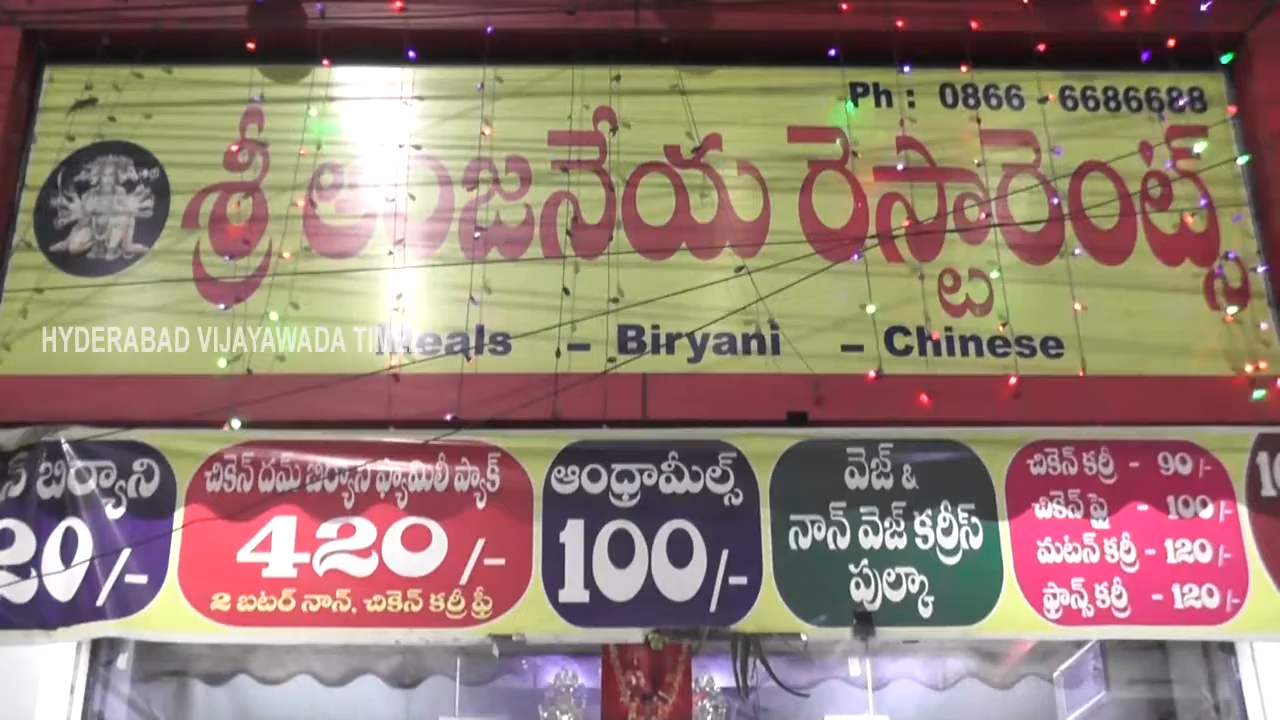 Ph : 0866 - 6686688
శ్రీ ఆంజనేయ రెస్టారెంట్స్
HYDERABAD VIJAYAWADA
Meals – Biryani – Chinese
బిర్యాని
20/-
చికెన్ దమ్ బిర్యాని ఫ్యామిలీ ప్యాక్
420/-
2 బటర్ నాన్, చికెన్ కర్రీ ఫ్రీ
ఆంధ్రామీల్స్
100/-
వెజ్ &
నాన్ వెజ్ కర్రీస్
పుల్కా
చికెన్ కర్రీ - 90/-
చికెన్ ఫ్రై - 100/-
మటన్ కర్రీ - 120/-
ఫ్రాన్స్ కర్రీ - 120/-